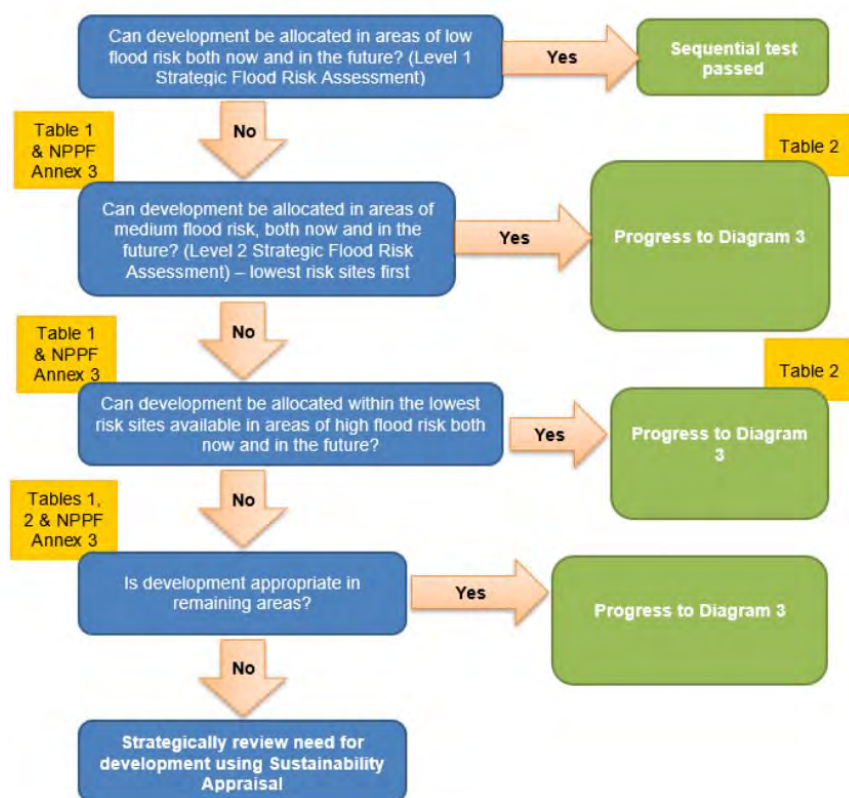 Can development be allocated in areas of low
flood risk both now and in the future? (Level 1
Strategic Flood Risk Assessment)
Yes
Sequential test
passed
No
Table 1
& NPPF
Annex 3
Table 2
Can development be allocated in areas of
medium flood risk, both now and in the
future? (Level 2 Strategic Flood Risk
Assessment) – lowest risk sites first
Yes
Progress to Diagram 3
No
Table 1
& NPPF
Annex 3
Table 2
Can development be allocated within the lowest
risk sites available in areas of high flood risk both
now and in the future?
Yes
Progress to Diagram
3
No
Tables 1,
2 & NPPF
Annex 3
Is development appropriate in
remaining areas?
Yes
Progress to Diagram 3
No
Strategically review need for
development using Sustainability
Appraisal